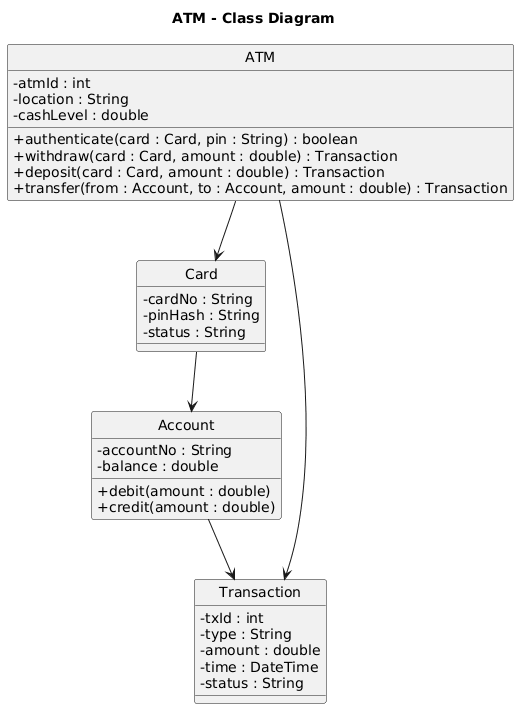 ATM - Class Diagram
ATM
-atmId : int
-location : String
-cashLevel : double
+authenticate(card : Card, pin : String) : boolean
+withdraw(card : Card, amount : double) : Transaction
+deposit(card : Card, amount : double) : Transaction
+transfer(from : Account, to : Account, amount : double) : Transaction
Card
-cardNo : String
-pinHash : String
-status : String
Account
-accountNo : String
-balance : double
+debit(amount : double)
+credit(amount : double)
Transaction
-txId : int
-type : String
-amount : double
-time : DateTime
-status : String